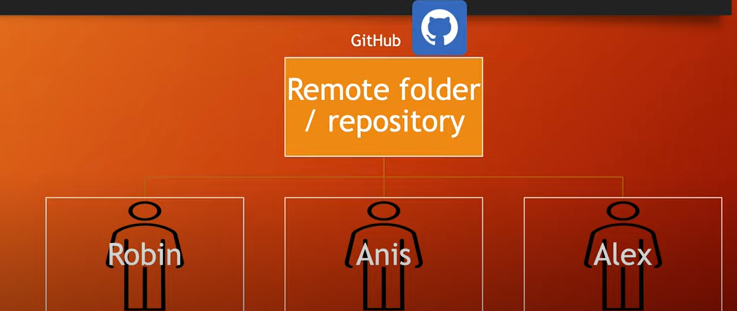 GitHub
Remote folder
/ repository
Robin
Anis
Alex